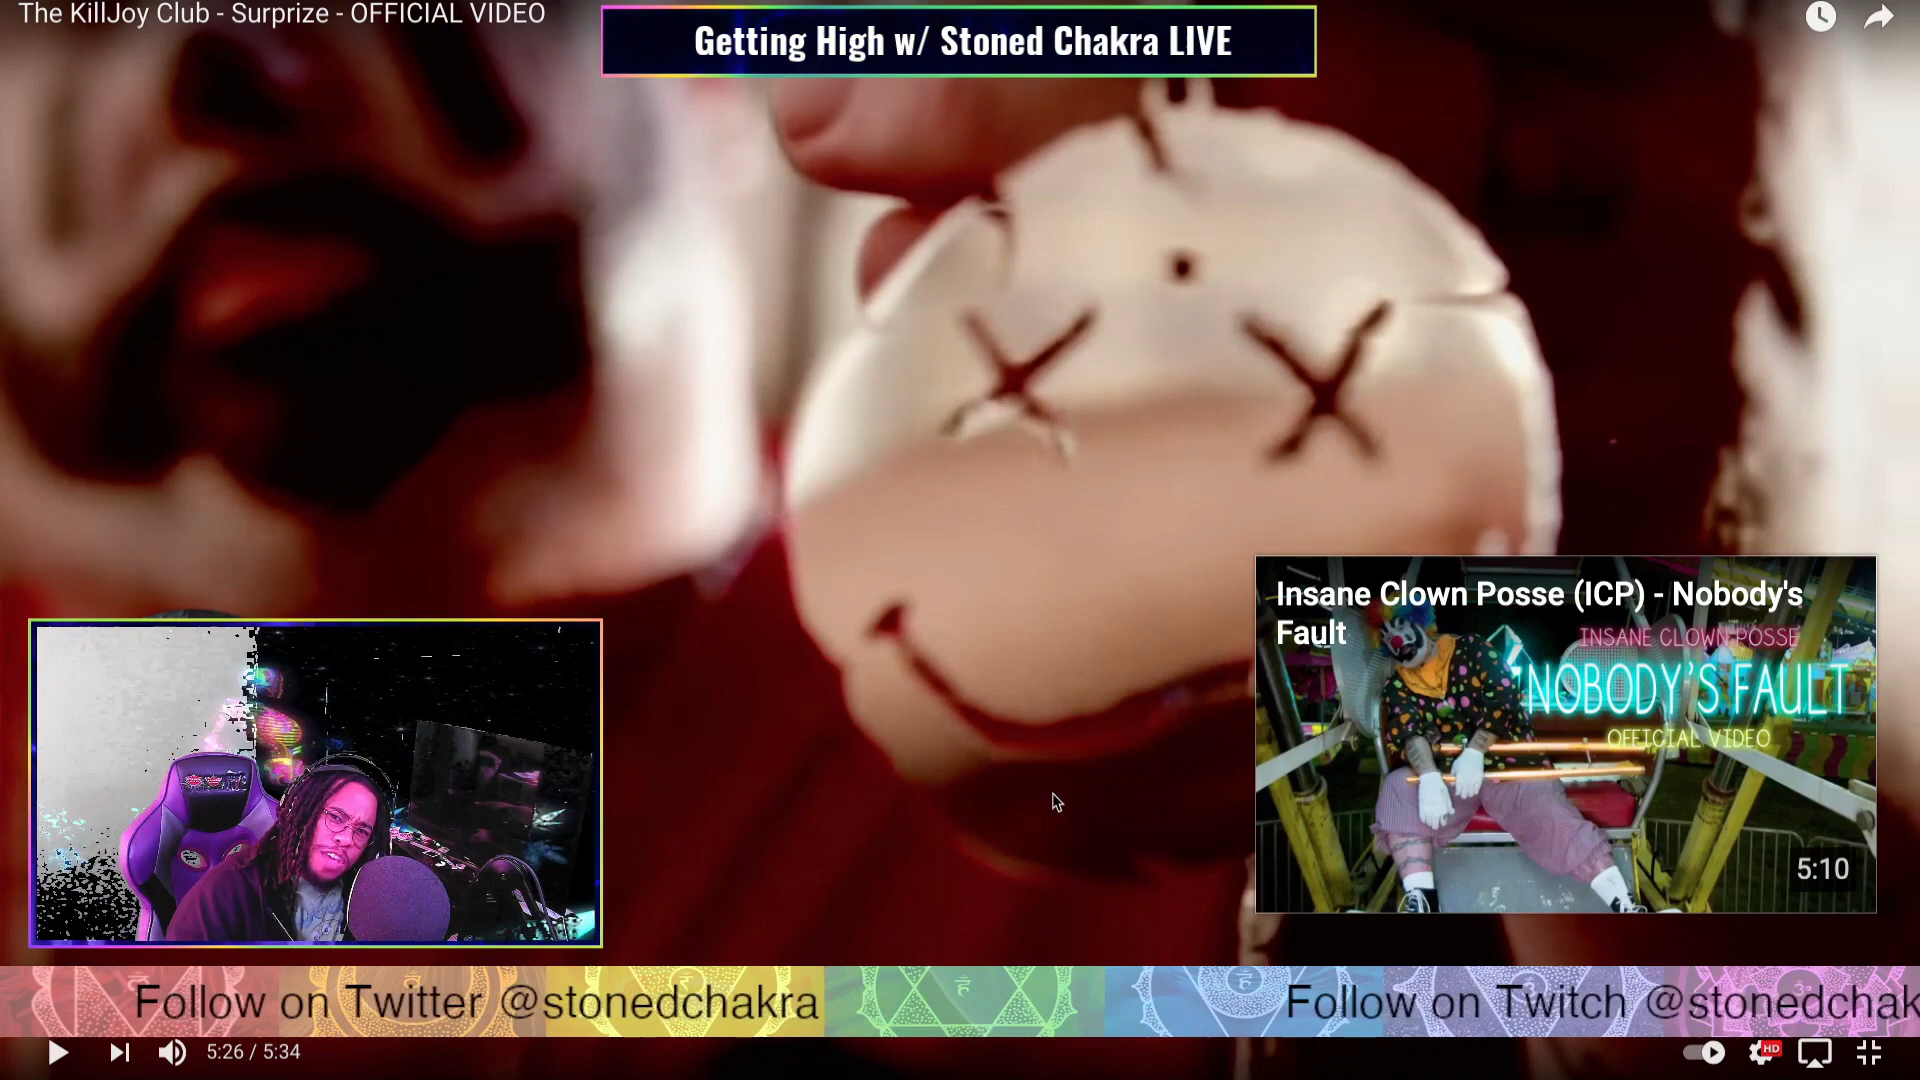 The KillJoy Club - Surprize - OFFICIAL VIDEO
Getting High w/ Stoned Chakra LIVE
Insane Clown Posse (ICP) - Nobody's
Fault
INSANE CLOWN POSSE
NOBODY'S FAULT
OFFICIAL VIDEO
5:10
Follow on Twitter @stonedchakra
Follow on Twitch @stonedchak
5:26 / 5:34
HD